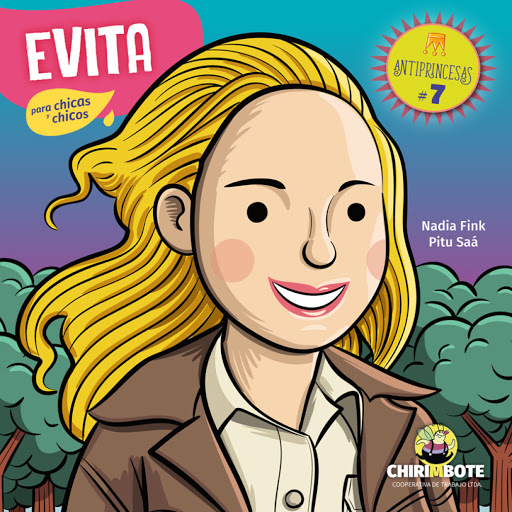 EVITA
para chicas
y chicos
ANTIPRINCESAS
#7
Nadia Fink
Pitu Saá
CHIRIMBOTE
COOPERATIVA DE TRABAJO LTDA.